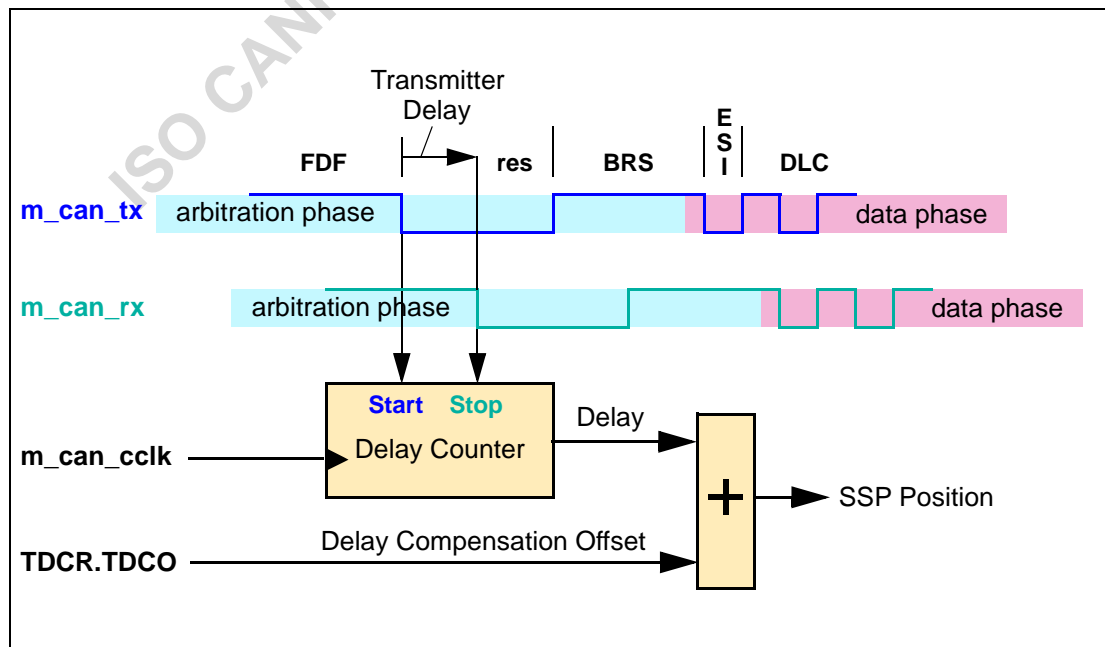 ISO CAN
Transmitter
Delay
E
S
I
FDF
res
BRS
DLC
m_can_tx
arbitration phase
data phase
m_can_rx
arbitration phase
data phase
Start
Stop
Delay Counter
m_can_cclk
Delay
+
SSP Position
Delay Compensation Offset
TDCR.TDCO